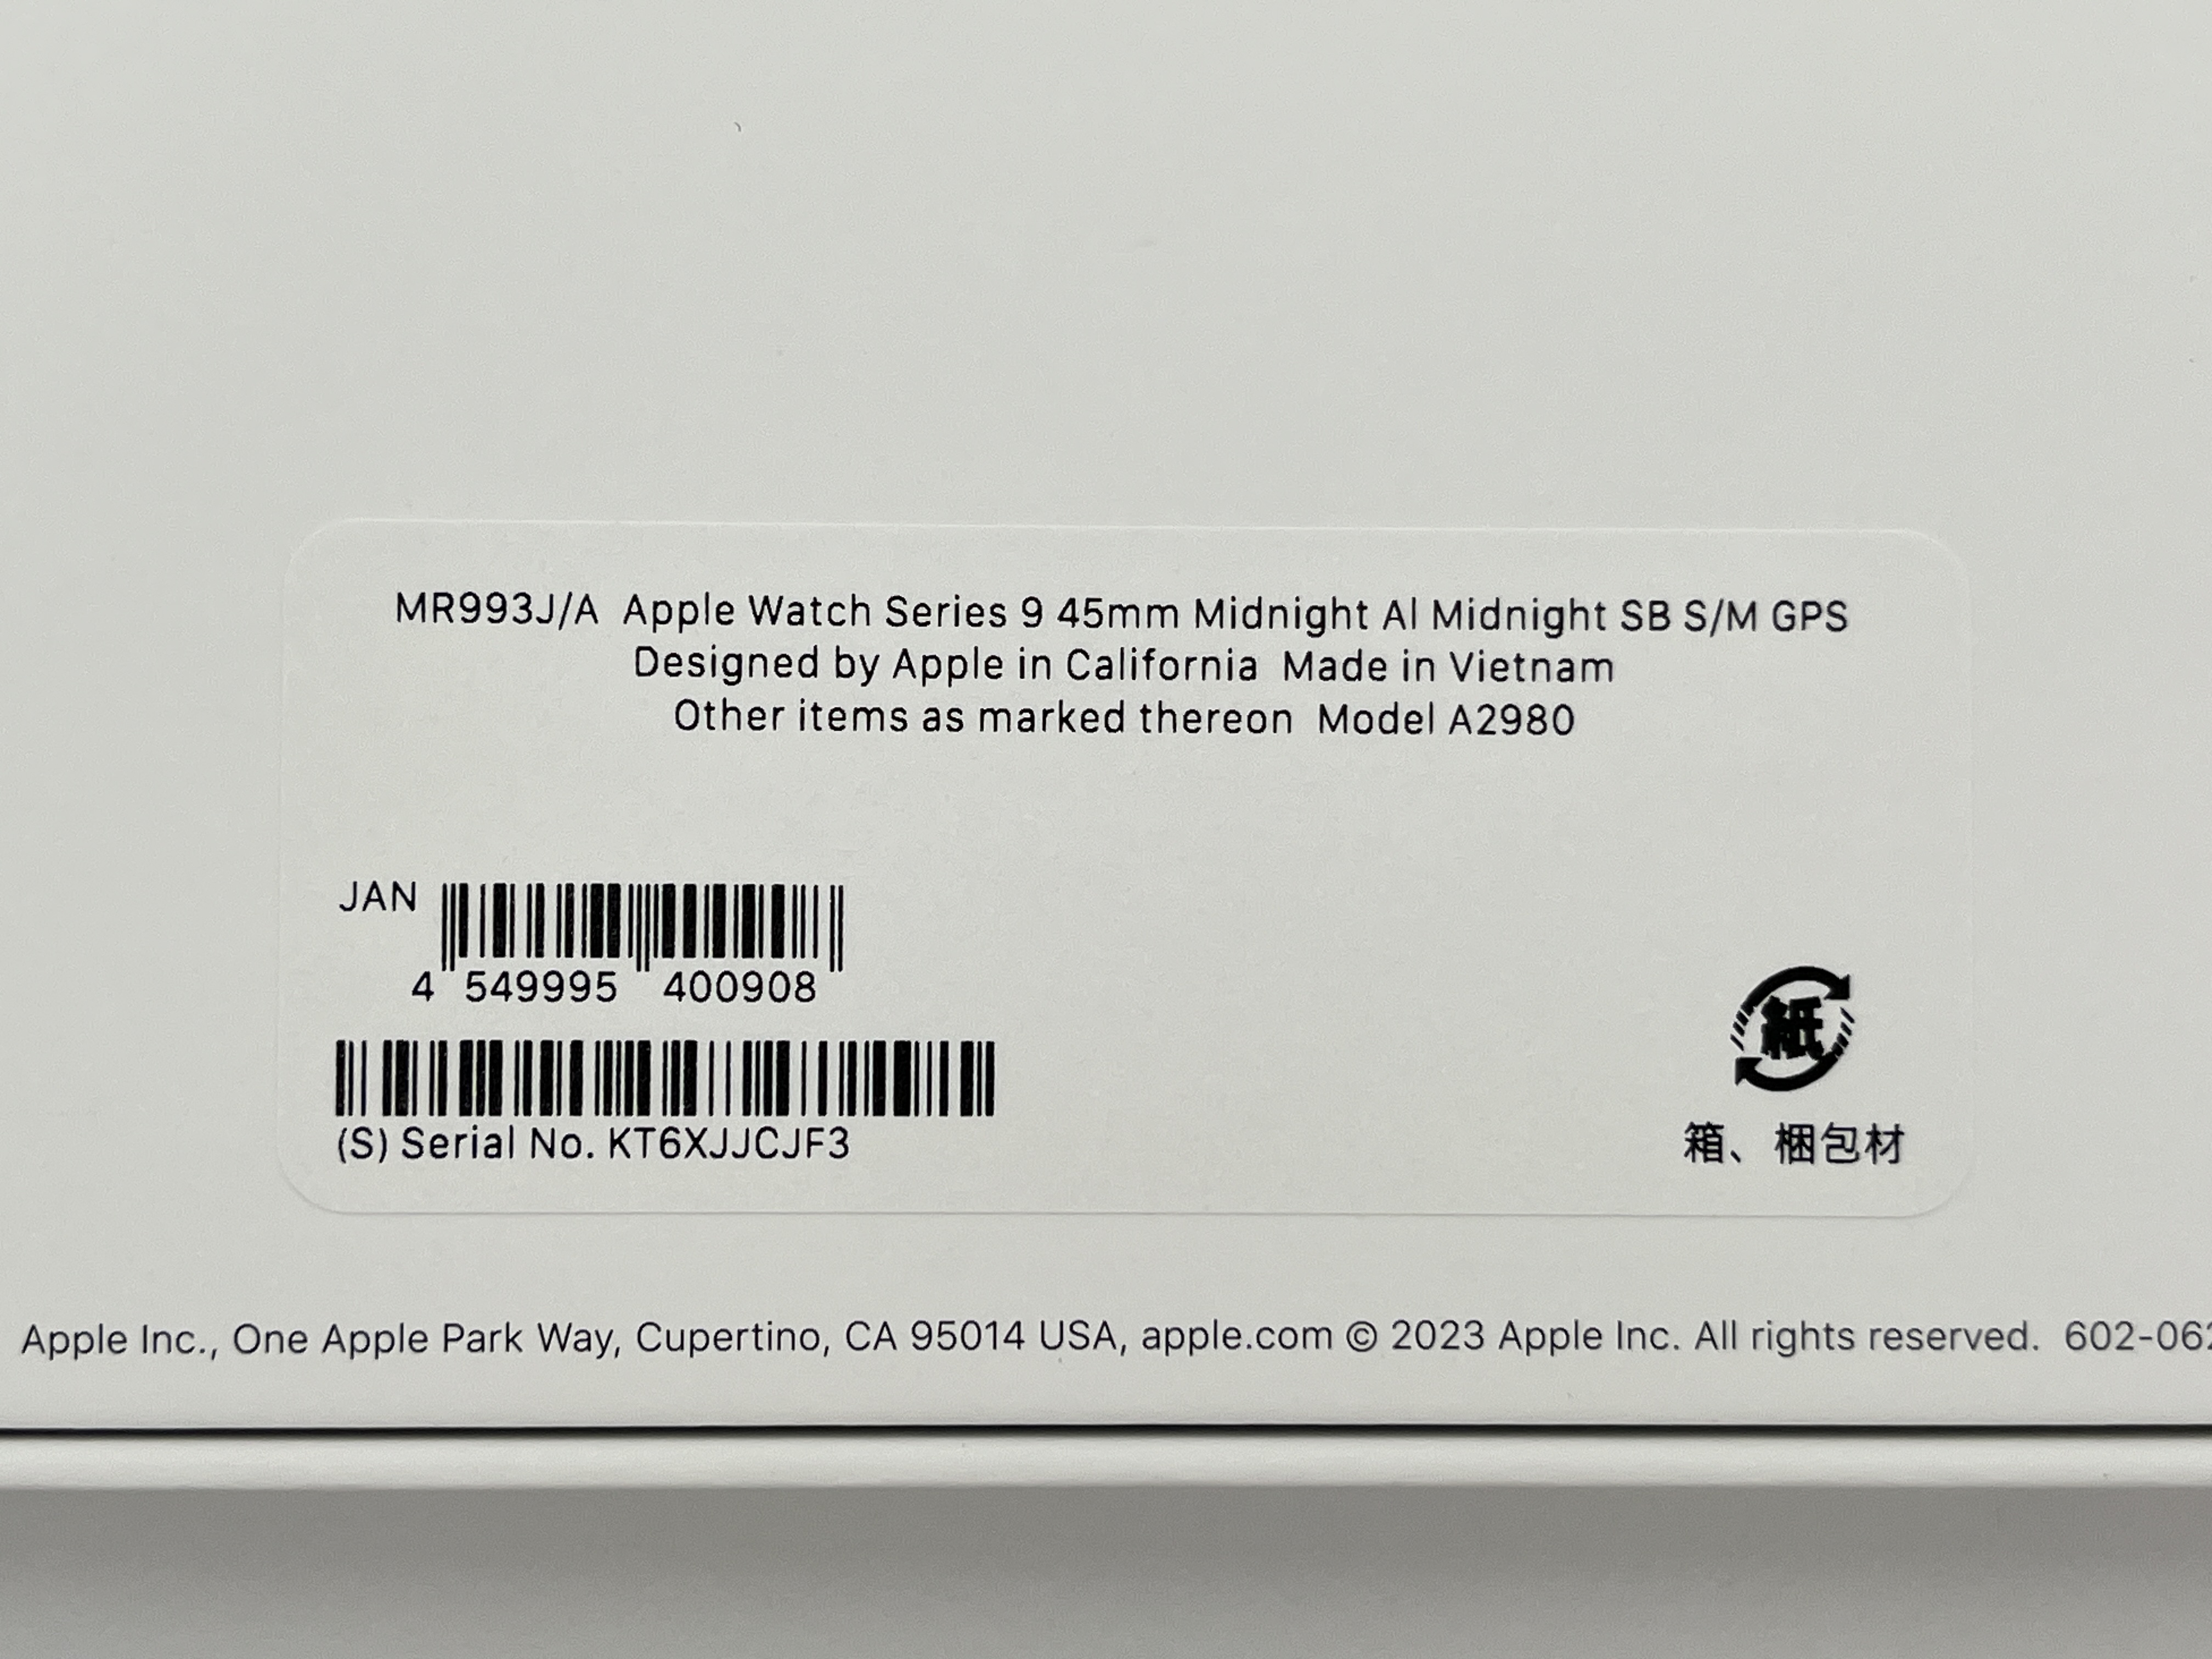 MR993J/A Apple Watch Series 9 45mm Midnight Al Midnight SB S/M GPS
Designed by Apple in California Made in Vietnam
Other items as marked thereon Model A2980
JAN
4 549995 400908
(S) Serial No. KT6XJJCJF3
紙
箱、梱包材
Apple Inc., One Apple Park Way, Cupertino, CA 95014 USA, apple.com © 2023 Apple Inc. All rights reserved.